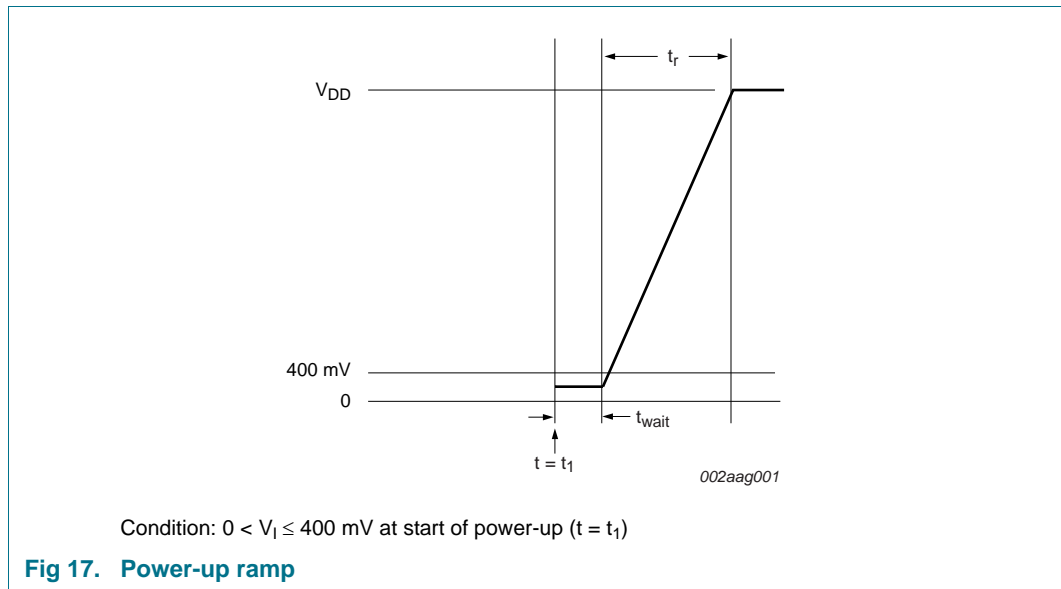 t_r
V_DD
400 mV
0
t_wait
t = t_1
002aag001
Condition: 0 < V_I ≤ 400 mV at start of power-up (t = t_1)
Fig 17. Power-up ramp